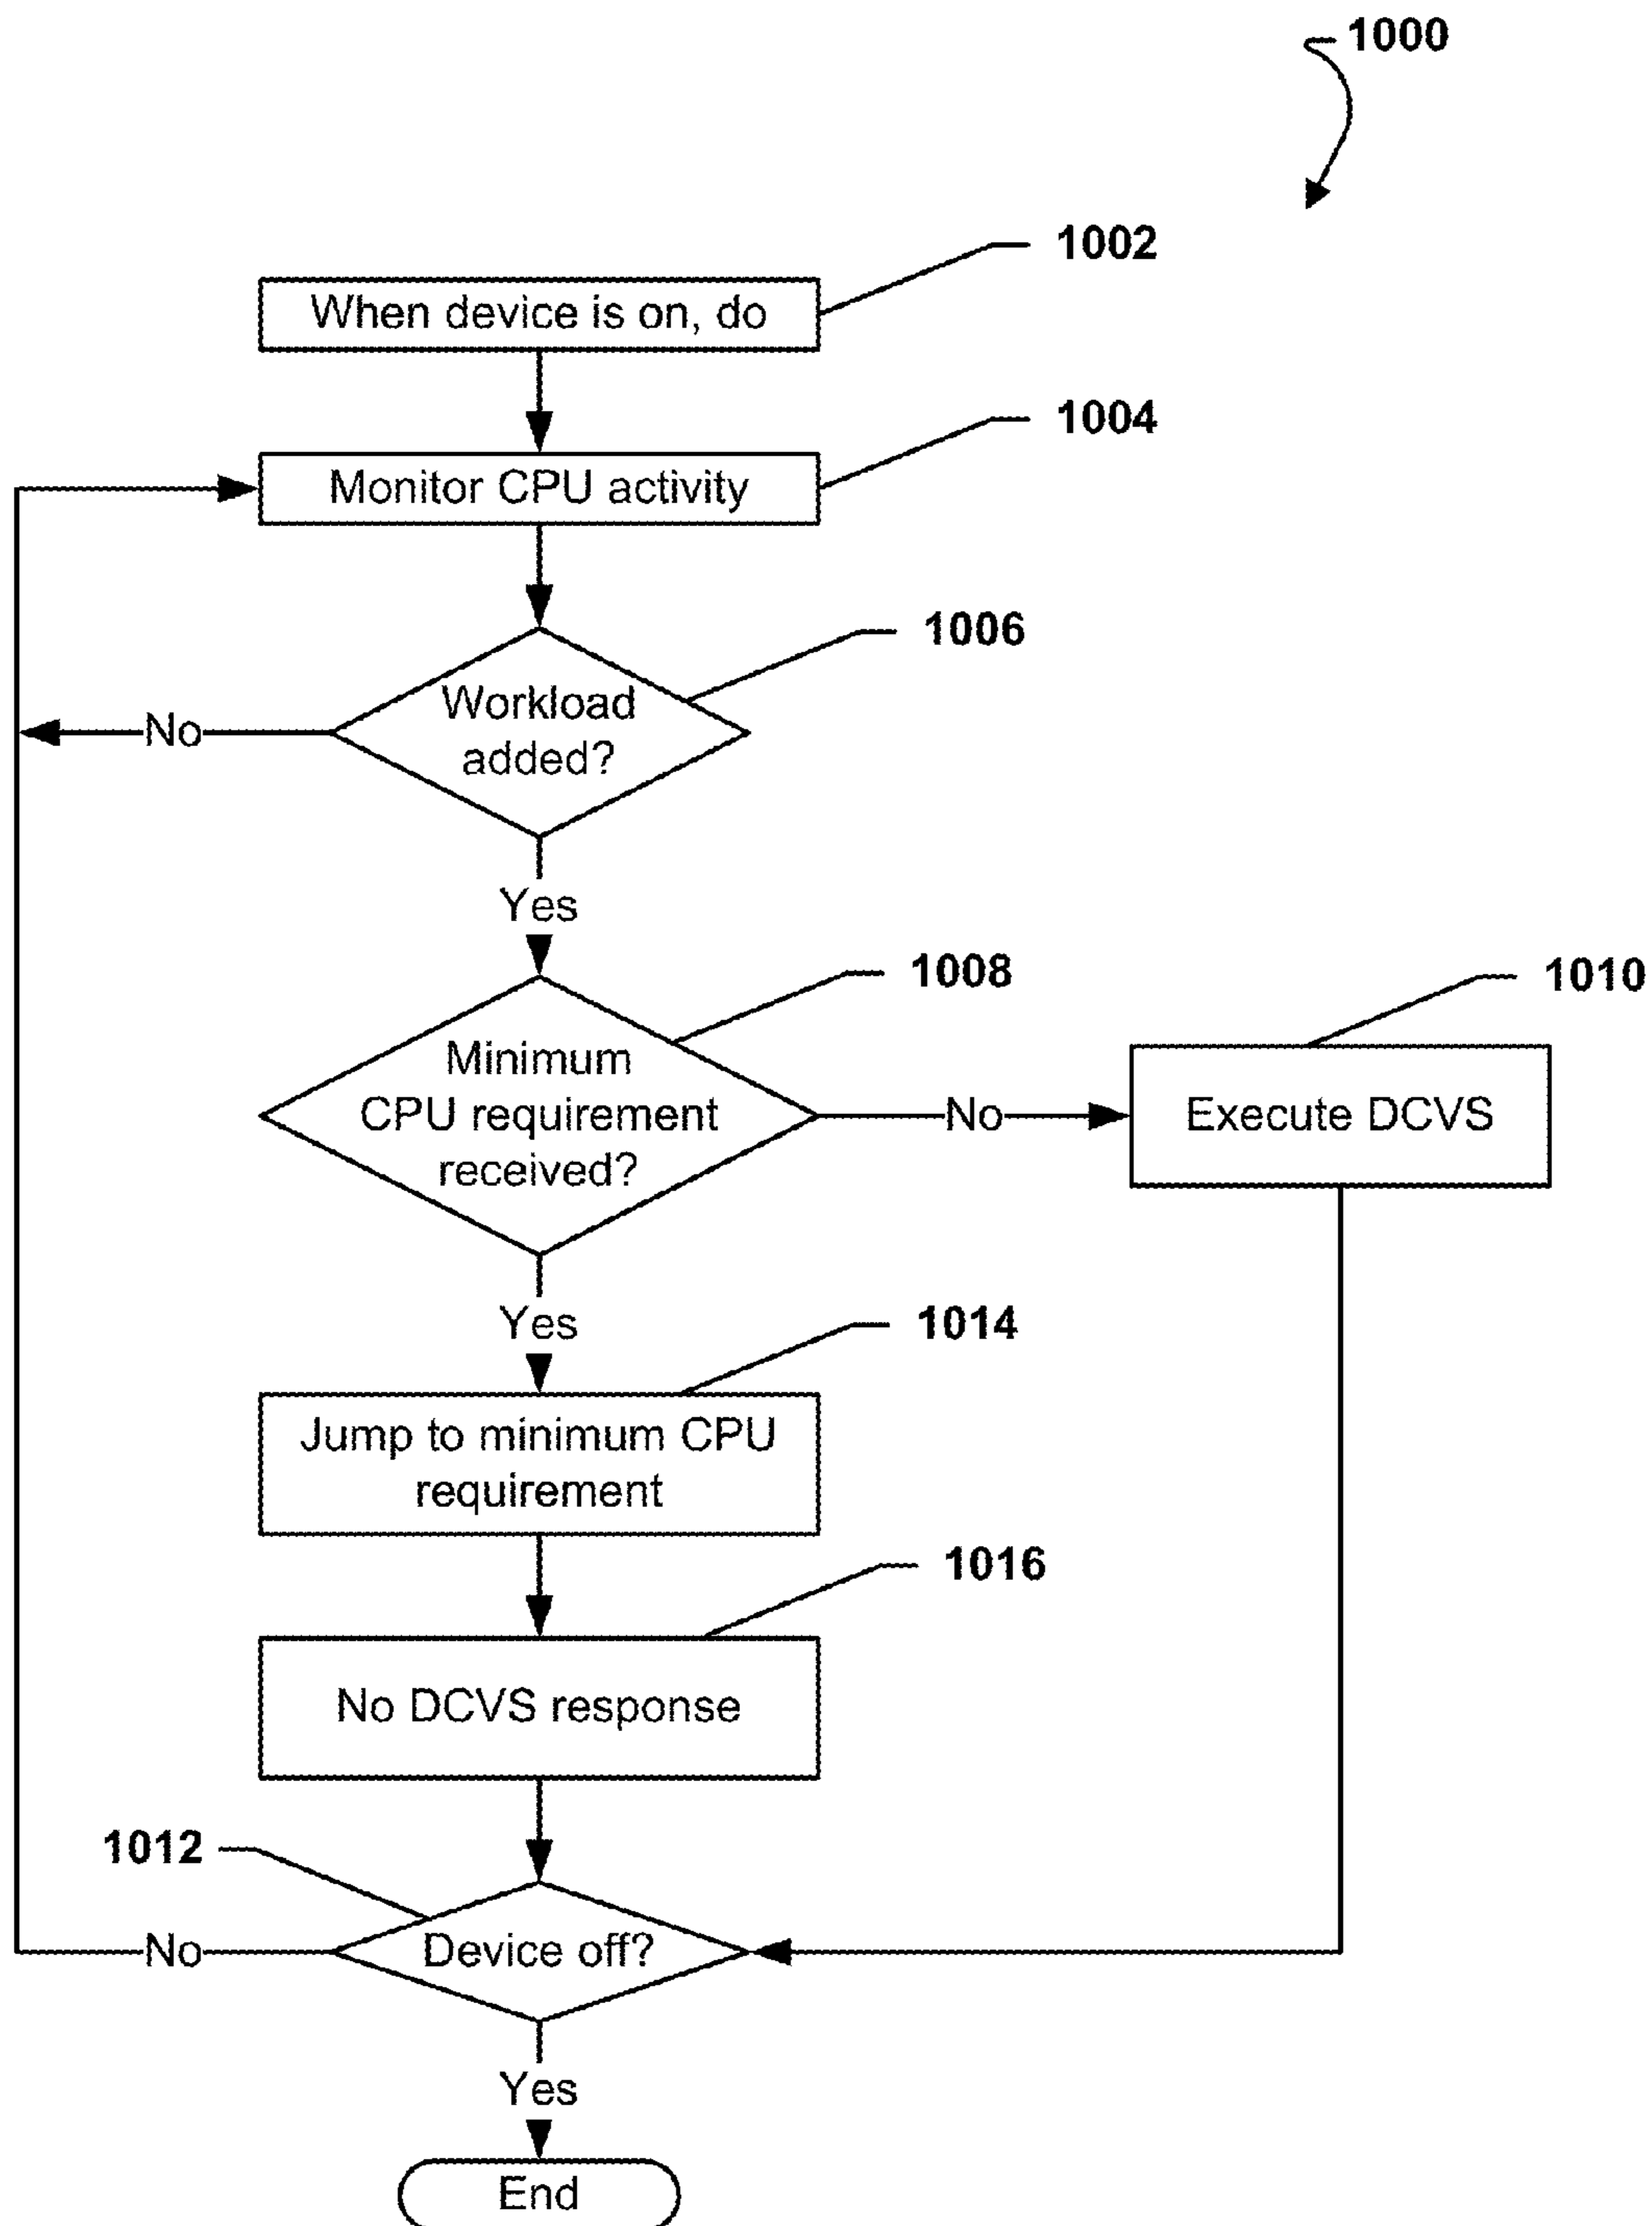 1000
1002
When device is on, do
1004
Monitor CPU activity
1006
Workload
added?
No
Yes
1008
1010
Minimum
CPU requirement
received?
No
Execute DCVS
Yes
1014
Jump to minimum CPU
requirement
1016
No DCVS response
1012
Device off?
No
Yes
End